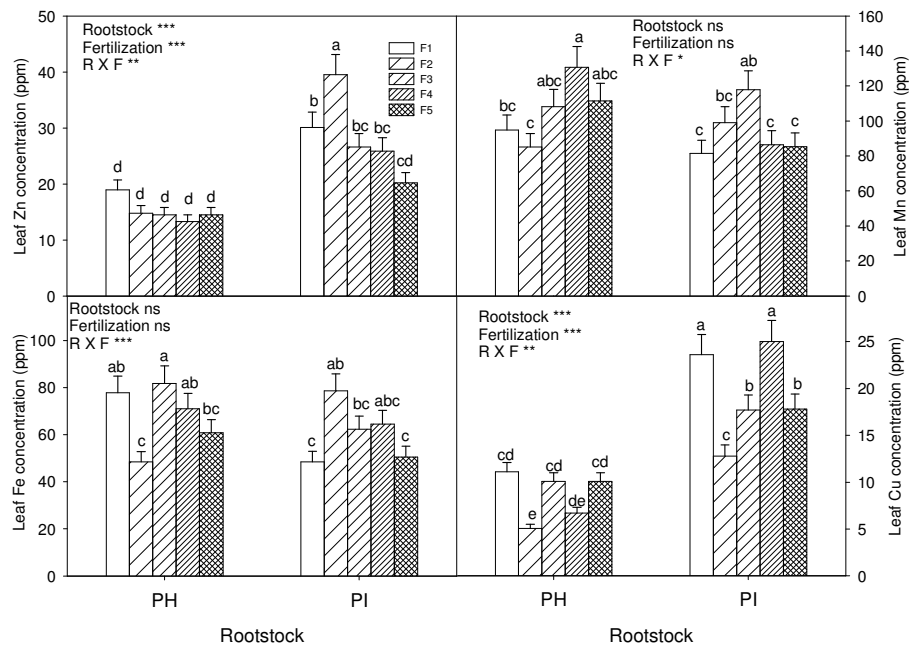 50
40
30
20
10
0
Leaf Zn concentration (ppm)
Rootstock ***
Fertilization ***
R X F **
F1
F2
F3
F4
F5
d
d
d
d
d
b
a
bc
bc
cd
160
140
120
100
80
60
40
20
0
Leaf Mn concentration (ppm)
Rootstock ns
Fertilization ns
R X F *
bc
c
abc
a
abc
c
bc
ab
c
c
100
80
60
40
20
0
Leaf Fe concentration (ppm)
Rootstock ns
Fertilization ns
R X F ***
ab
c
a
ab
bc
c
ab
bc
abc
c
25
20
15
10
5
0
Leaf Cu concentration (ppm)
Rootstock ***
Fertilization ***
R X F **
cd
e
cd
de
cd
a
c
b
a
b
PH
PI
PH
PI
Rootstock
Rootstock